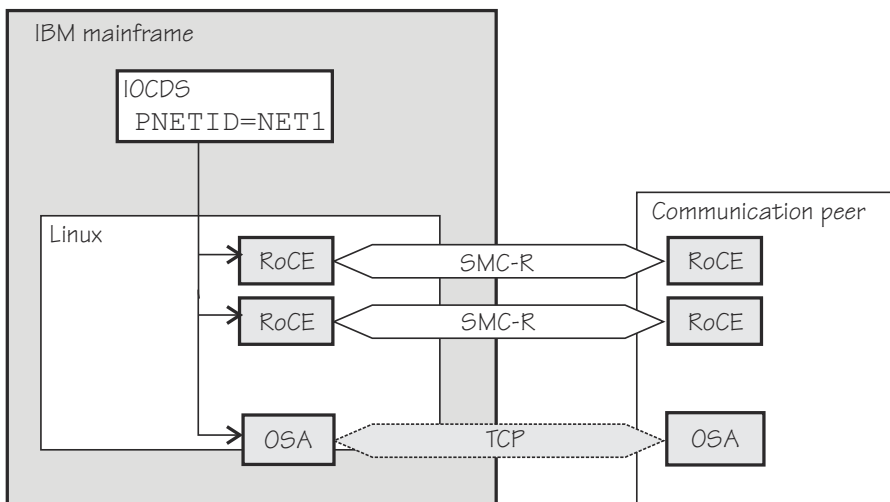 IBM mainframe
IOCDS
PNETID=NET1
Linux
Communication peer
RoCE
SMC-R
RoCE
RoCE
SMC-R
RoCE
OSA
TCP
OSA